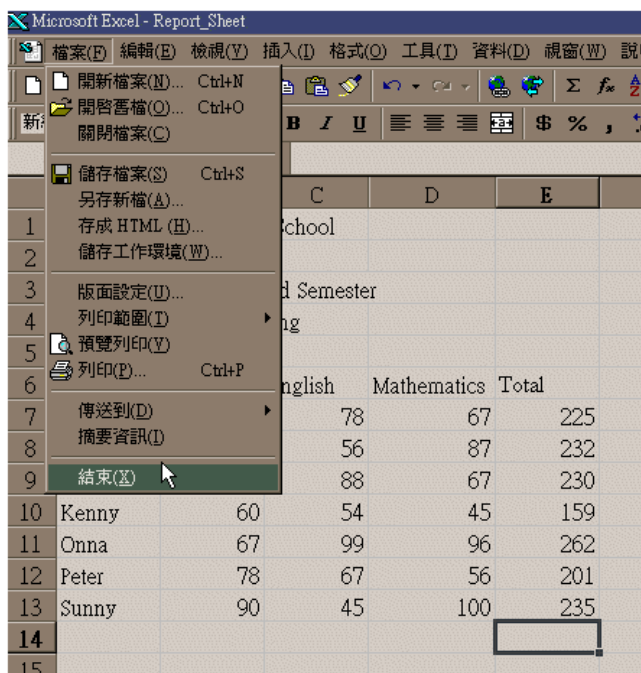 Microsoft Excel - Report_Sheet
檔案(F) 編輯(E) 檢視(V) 插入(I) 格式(O) 工具(T) 資料(D) 視窗(W)
開新檔案(N)... Ctrl+N
開啓舊檔(O)... Ctrl+O
關閉檔案(C)
儲存檔案(S) Ctrl+S
另存新檔(A)...
存成 HTML (H)...
儲存工作環境(W)...
版面設定(U)...
列印範圍(T)
預覽列印(V)
列印(P)... Ctrl+P
傳送到(D)
摘要資訊(I)
結束(X)
B I U $ % ,
Σ fx
C D E
1 School
2
3 Semester
4
5
6 Mathematics Total
7 78 67 225
8 56 87 232
9 88 67 230
10 Kenny 60 54 45 159
11 Onna 67 99 96 262
12 Peter 78 67 56 201
13 Sunny 90 45 100 235
14
15